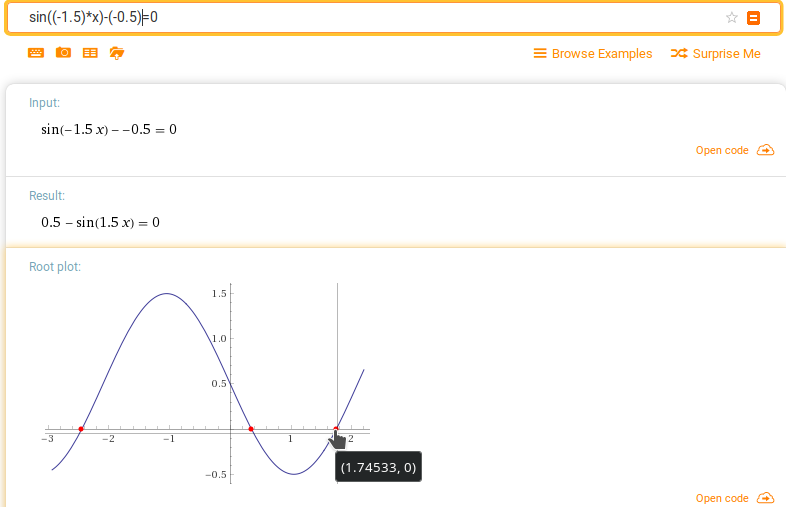 sin((-1.5)*x)-(-0.5)=0
Browse Examples Surprise Me
Input:
sin(−1.5 x) − −0.5 = 0
Open code
Result:
0.5 − sin(1.5 x) = 0
Root plot:
1.5
1.0
0.5
−3 −2 −1 1 2
−0.5
(1.74533, 0)
Open code